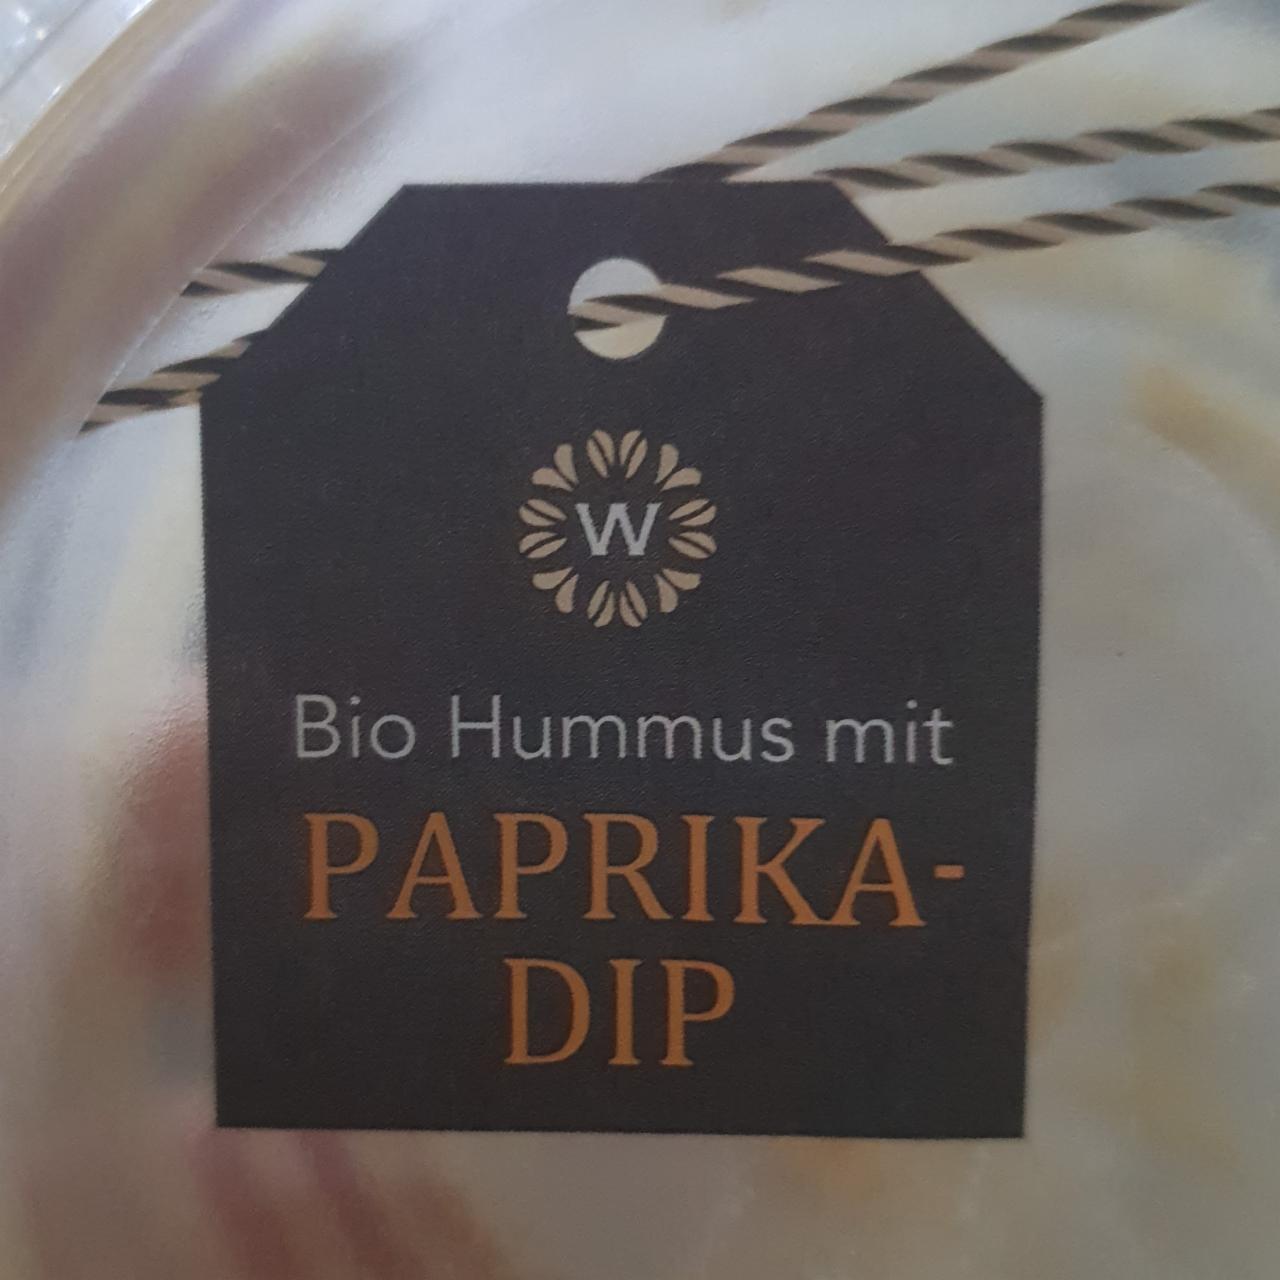 W
Bio Hummus mit
PAPRIKA-
DIP